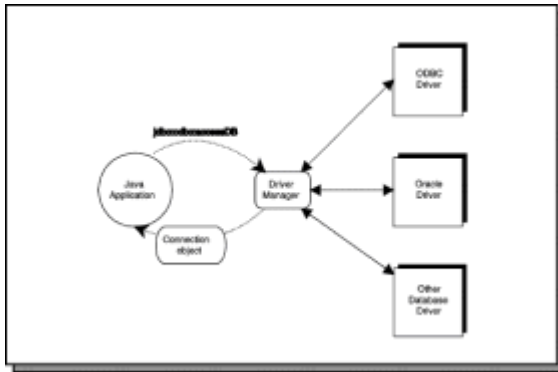 ODBC
Driver
Java
Application
Driver
Manager
Oracle
Driver
Connection
object
Other
Database
Driver